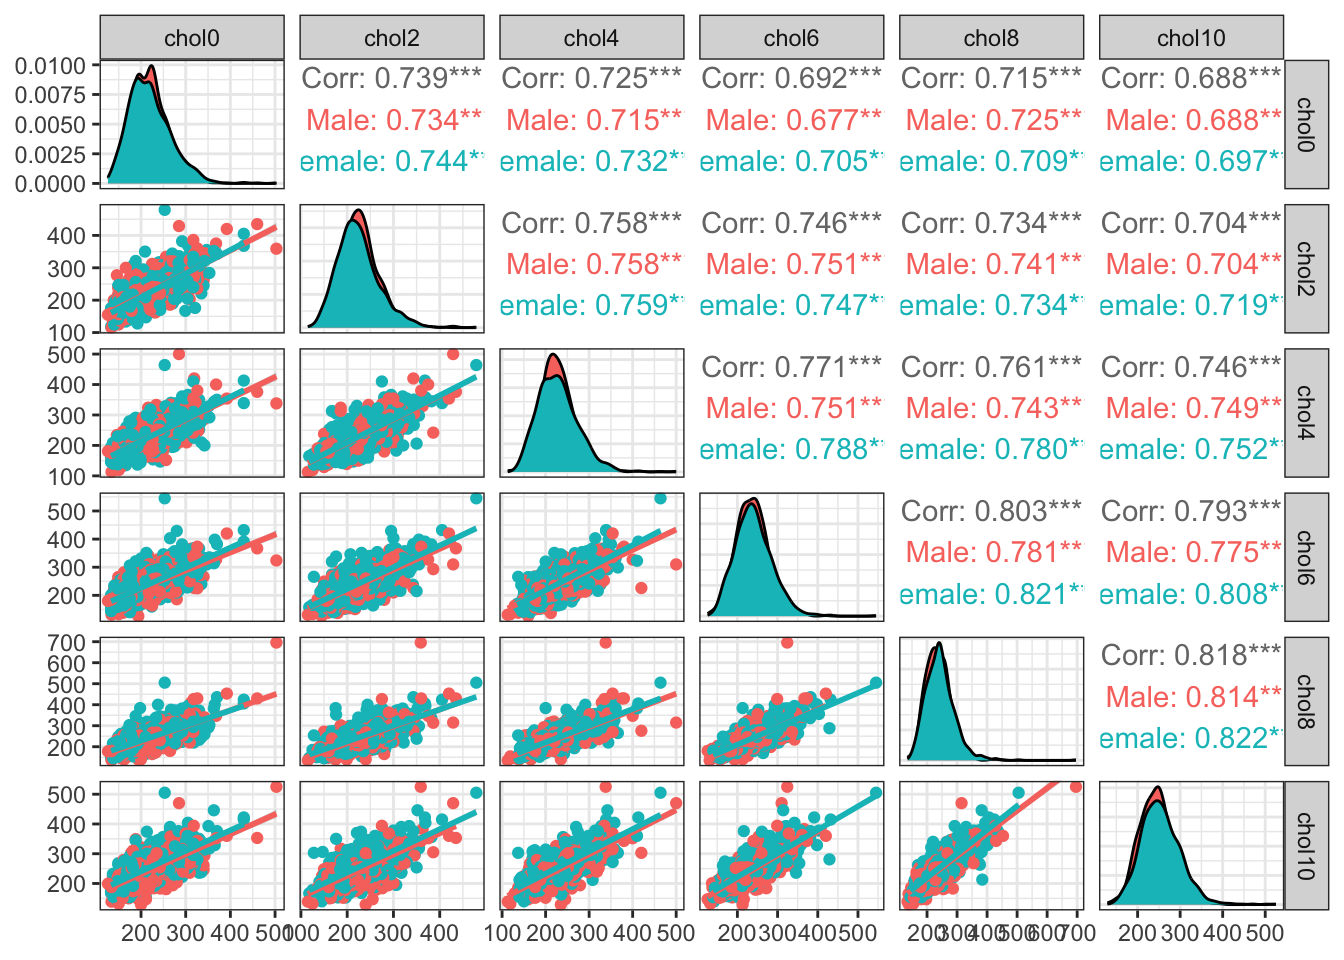 chol0 chol2 chol4 chol6 chol8 chol10
0.0100
0.0075
0.0050
0.0025
0.0000
Corr: 0.739*** Corr: 0.725*** Corr: 0.692*** Corr: 0.715*** Corr: 0.688***
Male: 0.734** Male: 0.715** Male: 0.677*** Male: 0.725** Male: 0.688**
emale: 0.744** emale: 0.732** emale: 0.705** emale: 0.709** emale: 0.697**
chol0
400
300
200
100
Corr: 0.758*** Corr: 0.746*** Corr: 0.734*** Corr: 0.704***
Male: 0.758** Male: 0.751*** Male: 0.741** Male: 0.704**
emale: 0.759** emale: 0.747** emale: 0.734** emale: 0.719**
chol2
500
400
300
200
100
Corr: 0.771*** Corr: 0.761*** Corr: 0.746***
Male: 0.751*** Male: 0.743** Male: 0.749**
emale: 0.788** emale: 0.780** emale: 0.752**
chol4
500
400
300
200
Corr: 0.803*** Corr: 0.793***
Male: 0.781** Male: 0.775**
emale: 0.821** emale: 0.808**
chol6
700
600
500
400
300
200
Corr: 0.818***
Male: 0.814**
emale: 0.822**
chol8
500
400
300
200
chol10
200 300 400 500 100 200 300 400 100 200 300 400 500 200 300 400 500 200 300 400 500 600 700 200 300 400 500